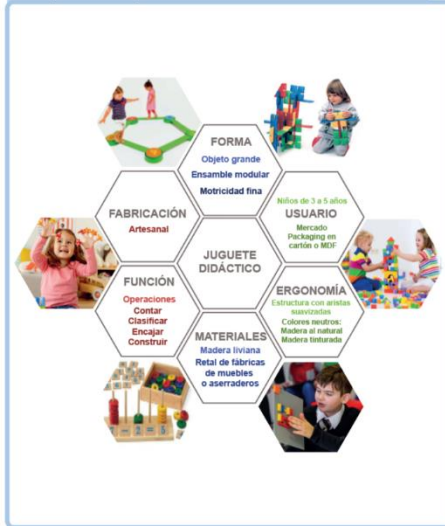 FORMA
Objeto grande
Ensamble modular
Motricidad fina
FABRICACIÓN
Artesanal
Niños de 3 a 5 años
USUARIO
Mercado
Packaging en
cartón o MDF
JUGUETE
DIDÁCTICO
FUNCIÓN
Operaciones
Contar
Clasificar
Encajar
Construir
ERGONOMÍA
Estructura con aristas
suavizadas
Colores neutros:
Madera al natural
Madera tinturada
MATERIALES
Madera liviana
Retal de fábricas
de muebles
o aserraderos